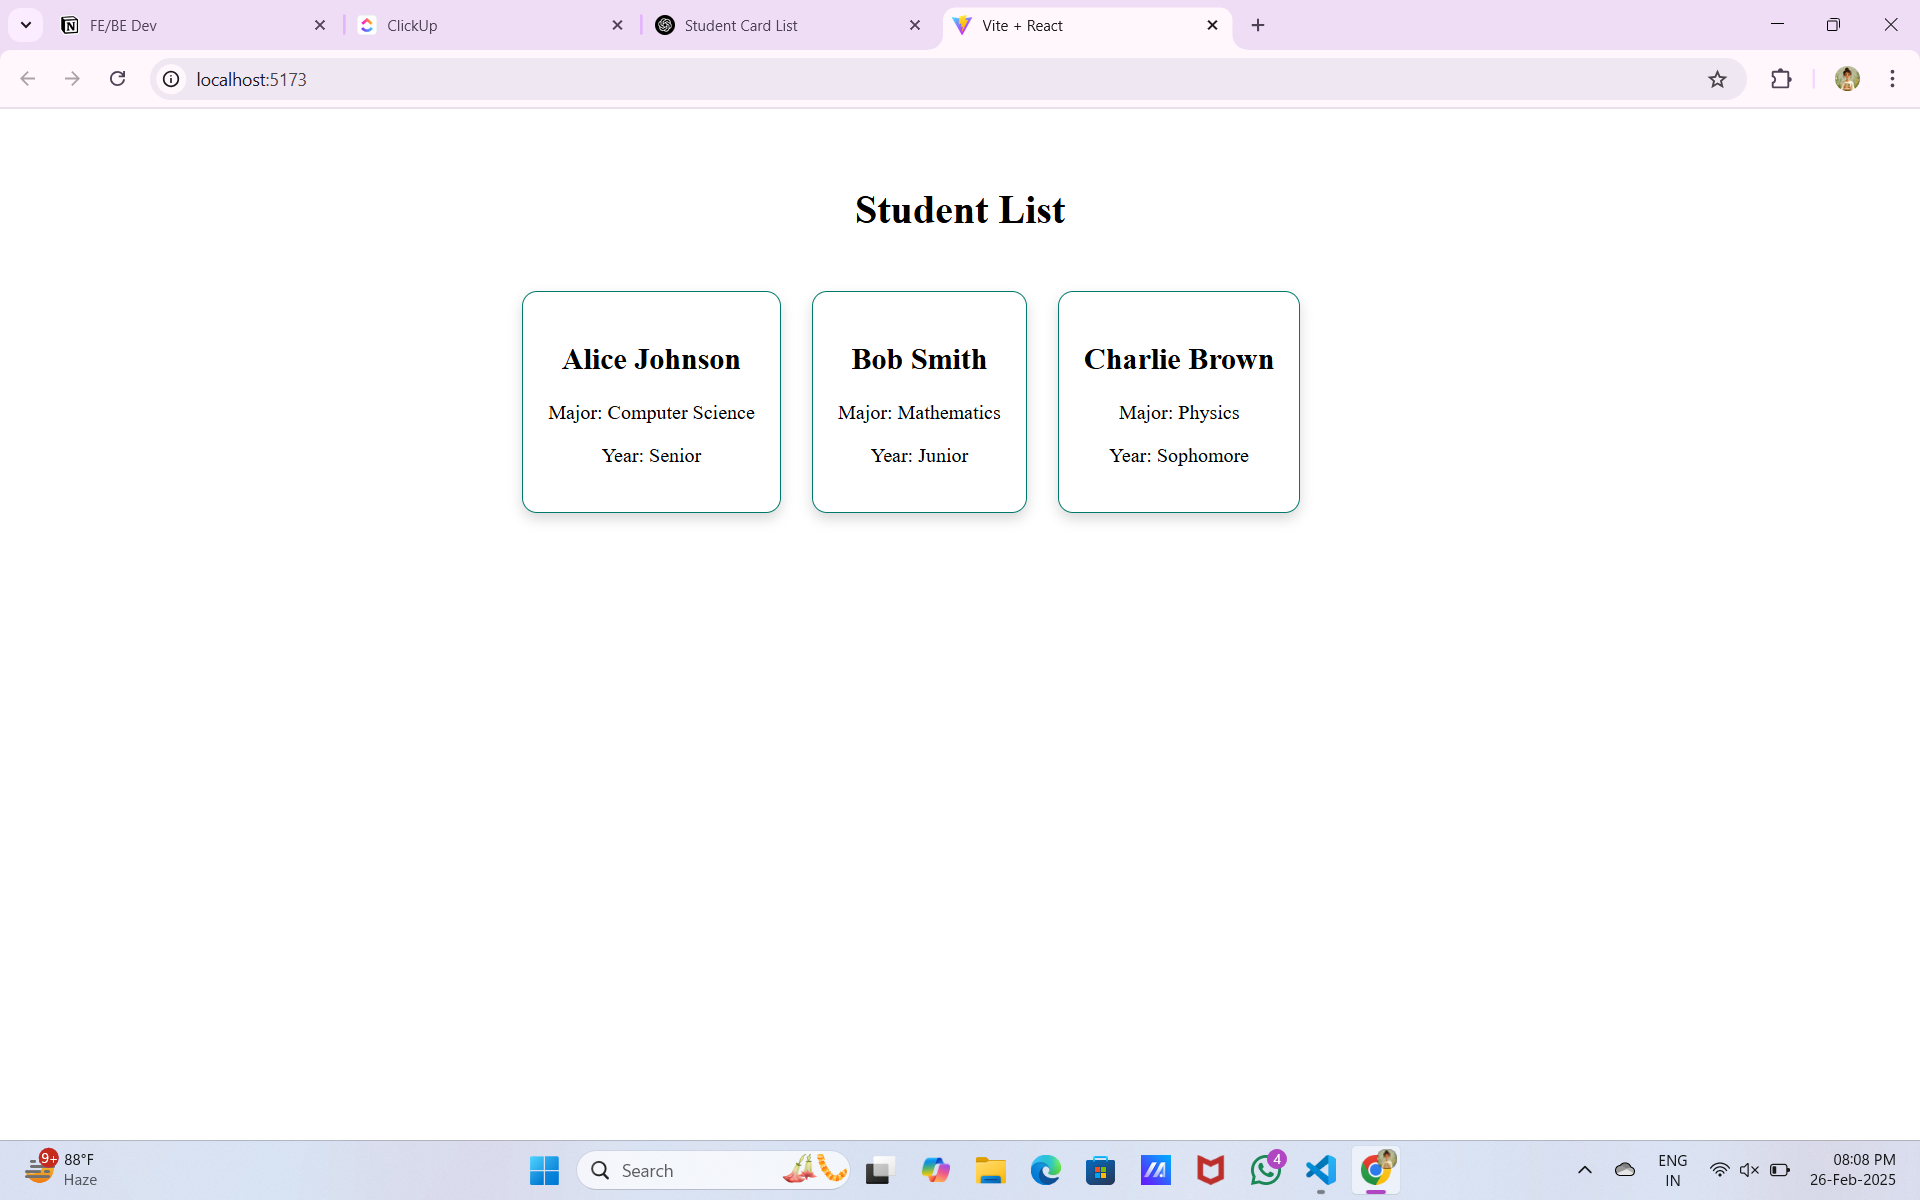 FE/BE Dev
ClickUp
Student Card List
Vite + React
localhost:5173
Student List
Alice Johnson
Major: Computer Science
Year: Senior
Bob Smith
Major: Mathematics
Year: Junior
Charlie Brown
Major: Physics
Year: Sophomore
9+
88°F
Haze
Search
4
ENG
IN
08:08 PM
26-Feb-2025